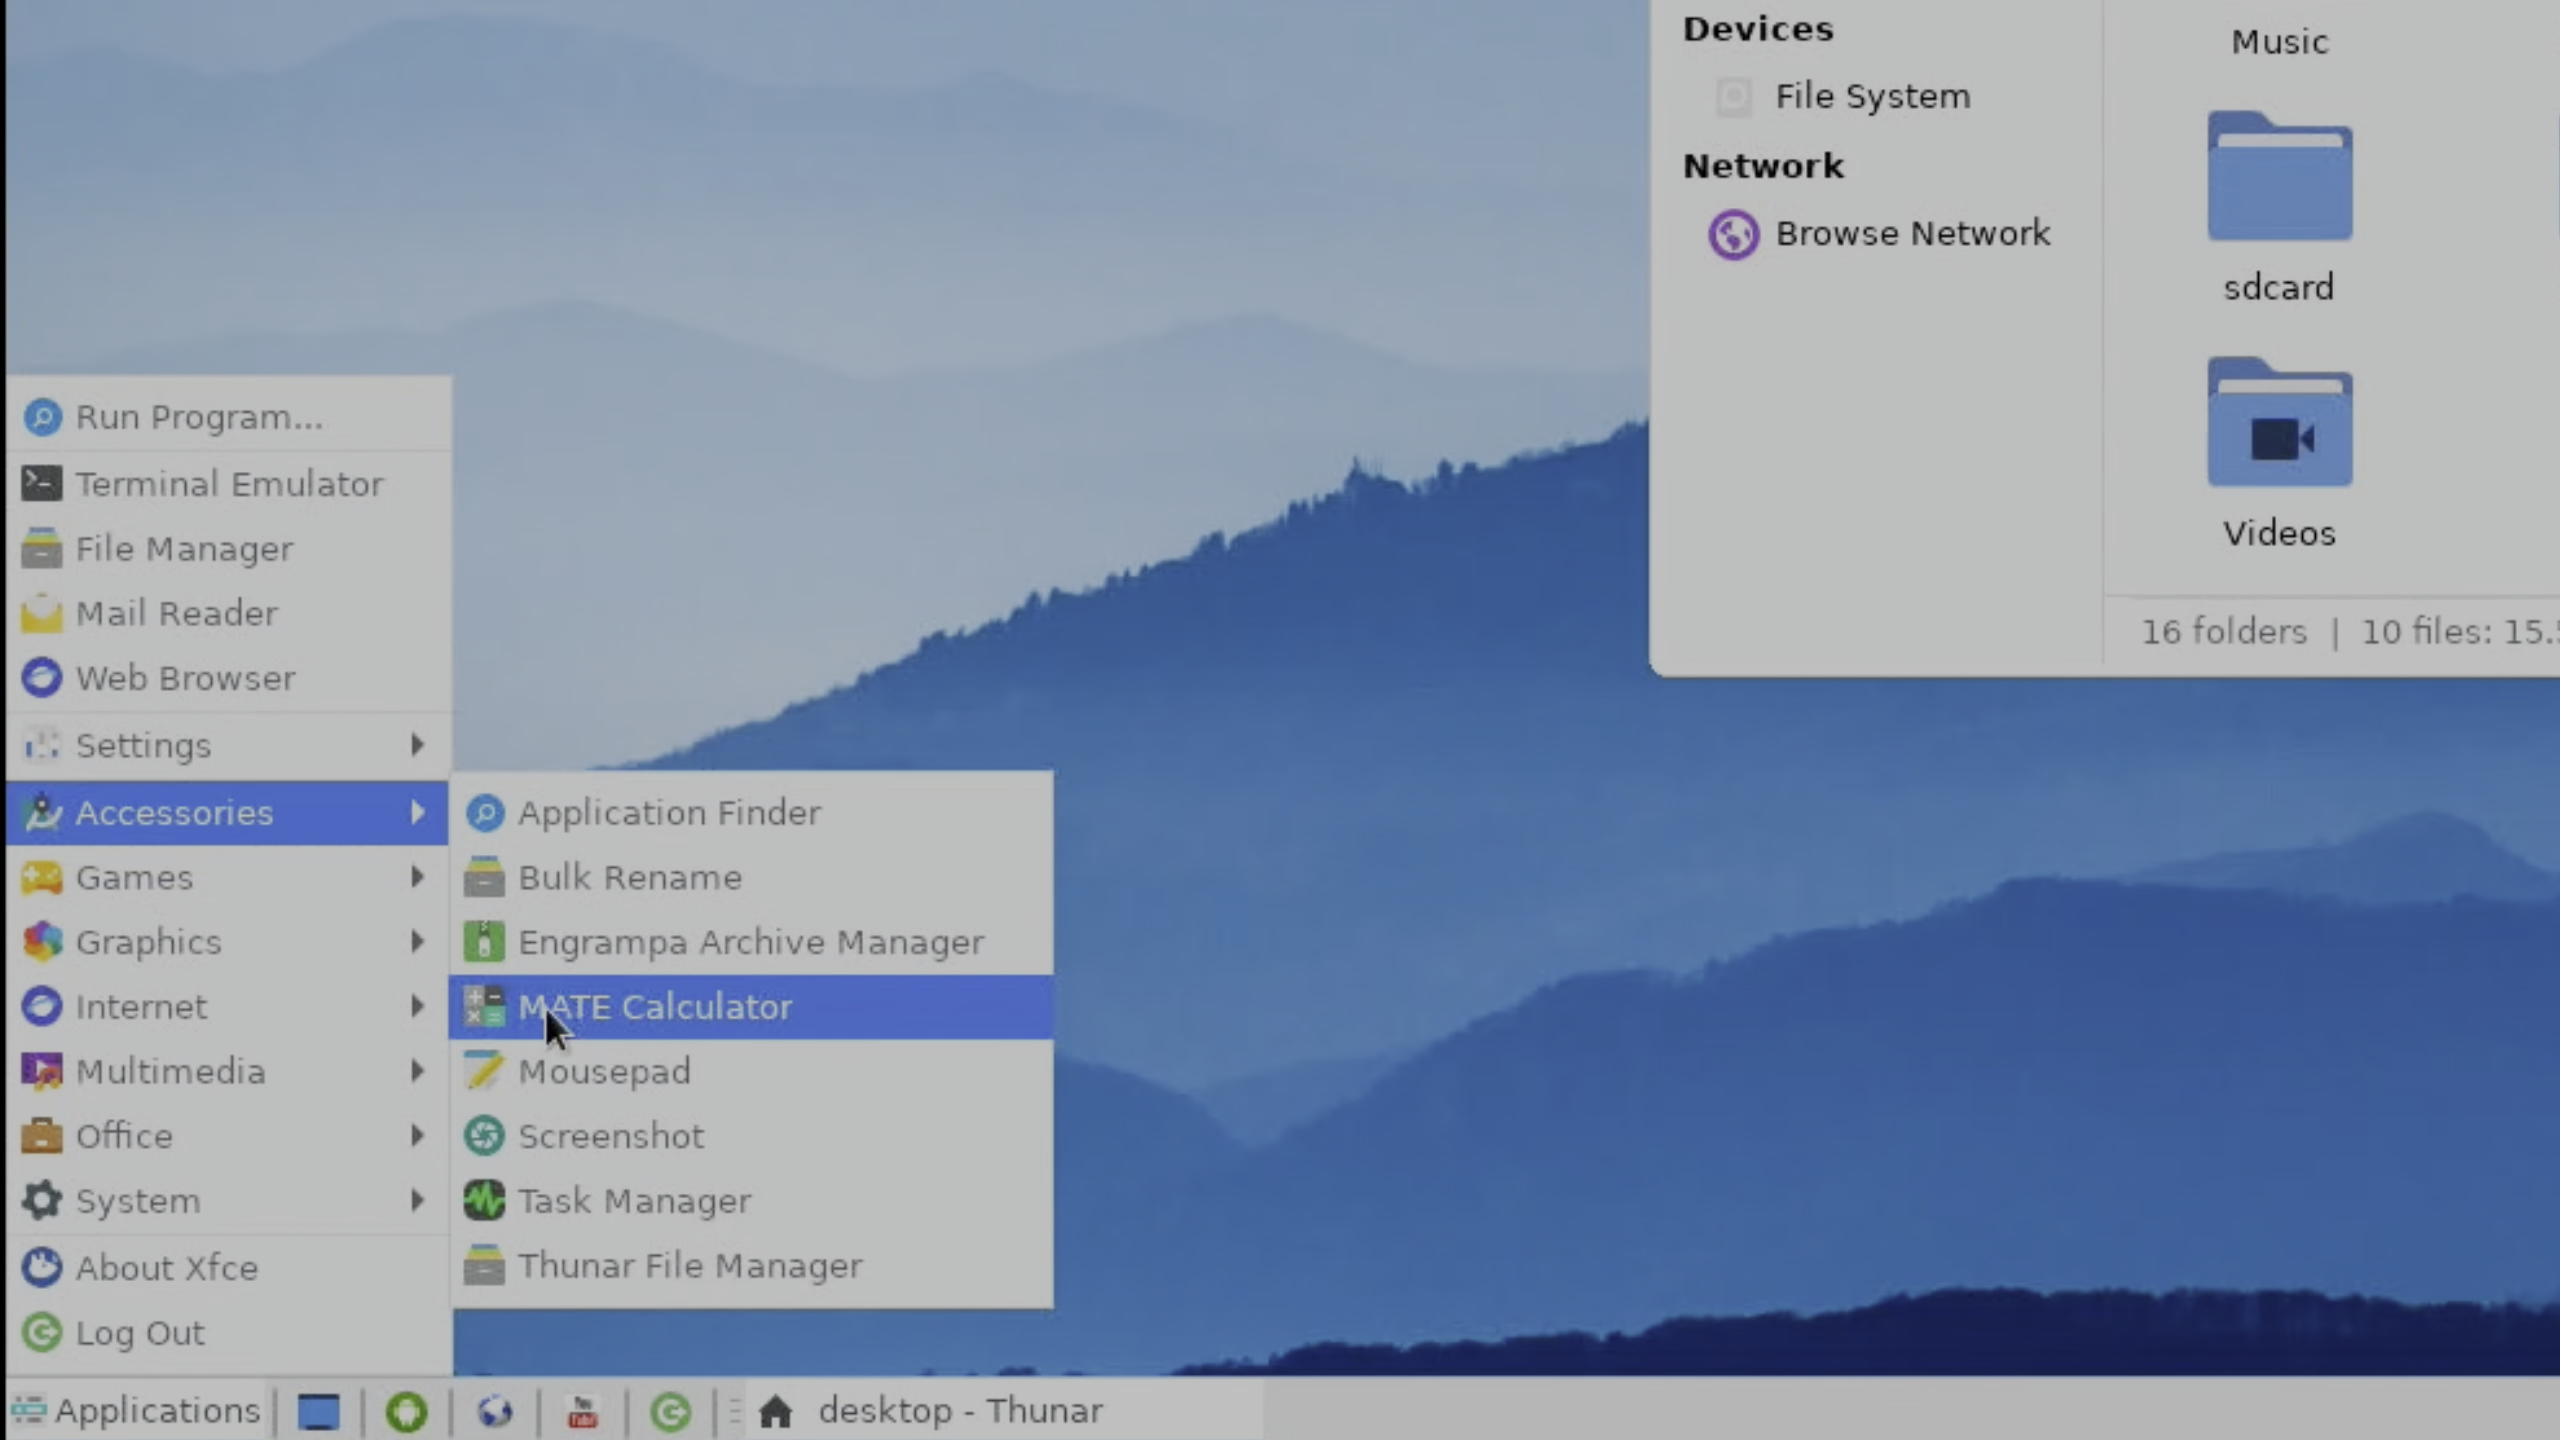 Devices
File System
Network
Browse Network
Music
sdcard
Videos
16 folders | 10 files: 15.
Run Program...
Terminal Emulator
File Manager
Mail Reader
Web Browser
Settings
Accessories
Games
Graphics
Internet
Multimedia
Office
System
About Xfce
Log Out
Application Finder
Bulk Rename
Engrampa Archive Manager
MATE Calculator
Mousepad
Screenshot
Task Manager
Thunar File Manager
Applications
You
Tube
desktop - Thunar